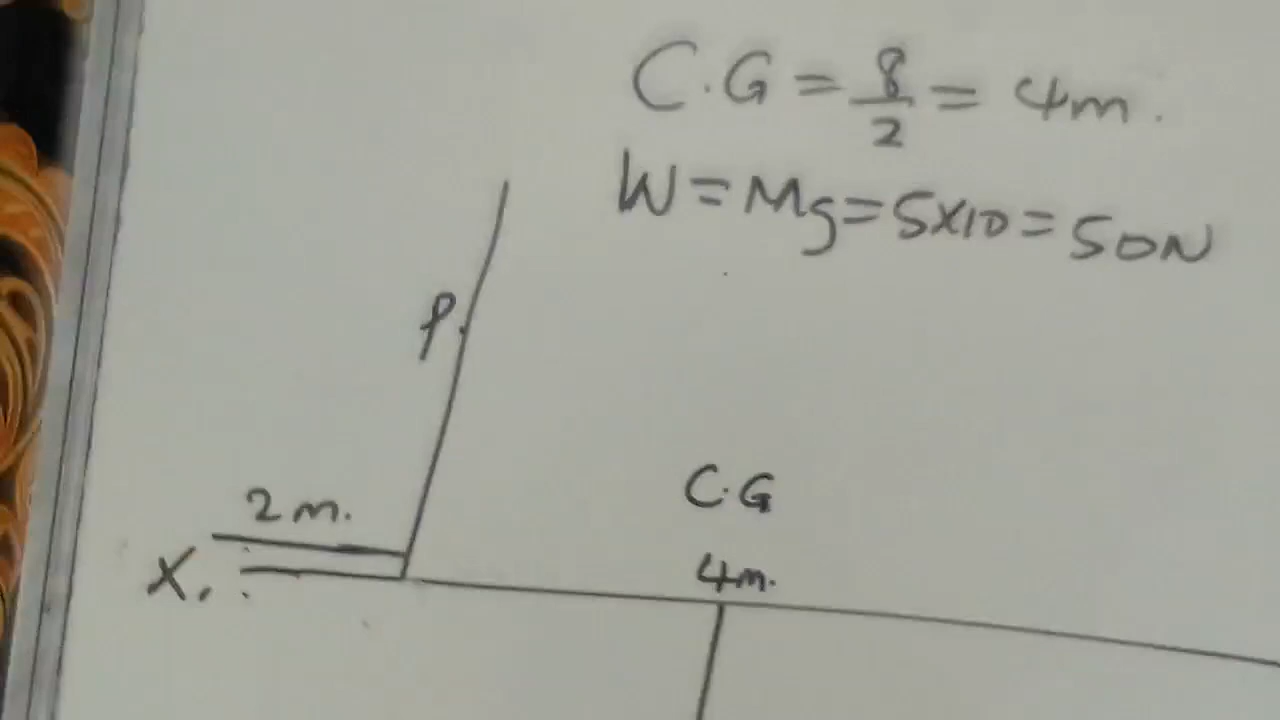 C.G = 8/2 = 4m.
W = Mg = 5x10 = 50N
P
C.G
2m.
4m.
X.